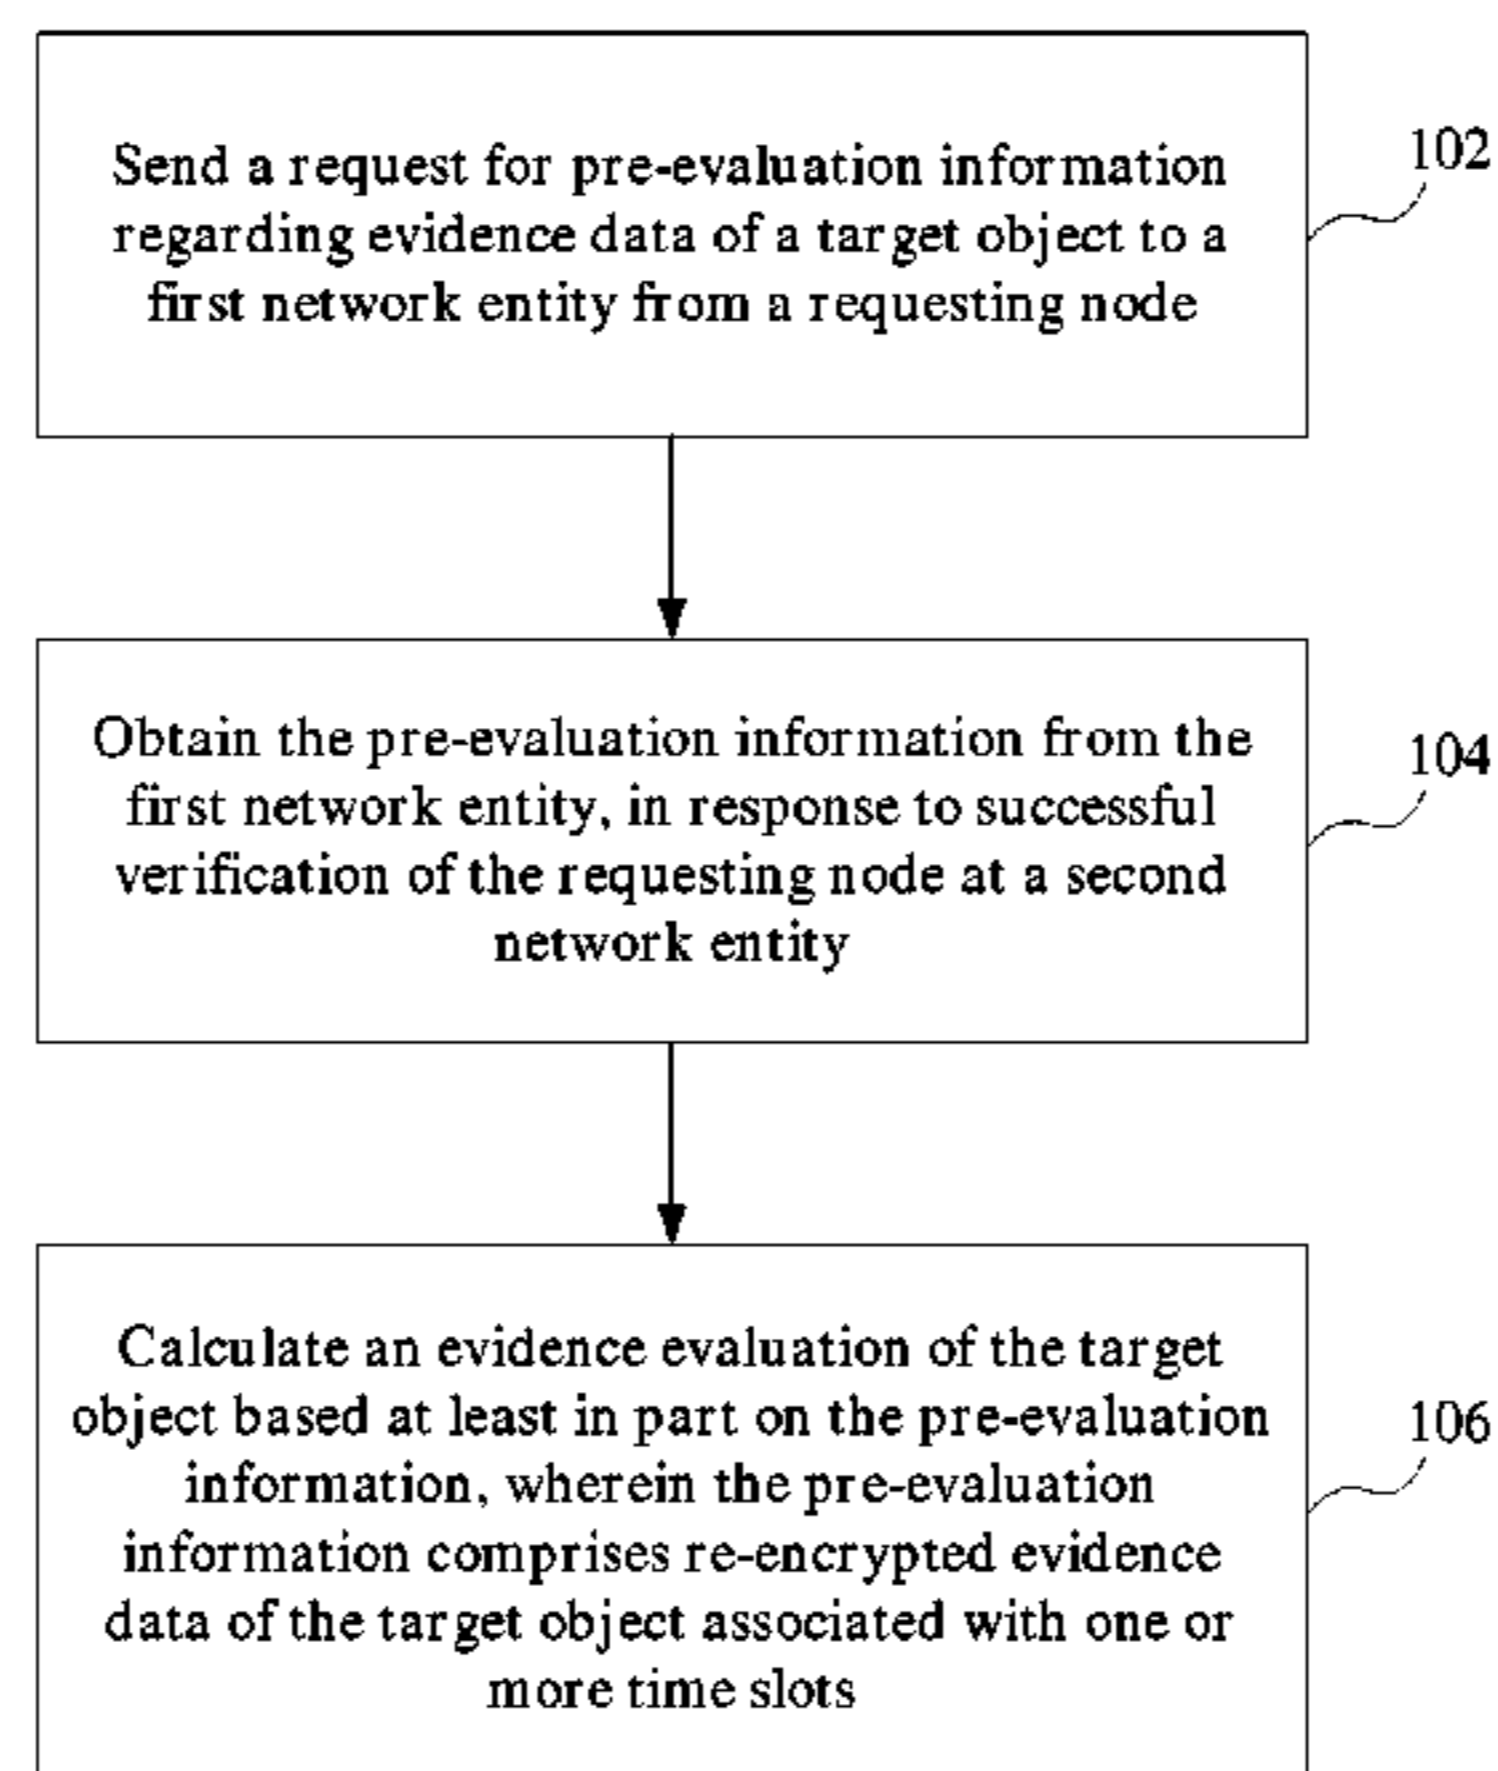 Send a request for pre-evaluation information
regarding evidence data of a target object to a
first network entity from a requesting node
102
Obtain the pre-evaluation information from the
first network entity, in response to successful
verification of the requesting node at a second
network entity
104
Calculate an evidence evaluation of the target
object based at least in part on the pre-evaluation
information, wherein the pre-evaluation
information comprises re-encrypted evidence
data of the target object associated with one or
more time slots
106